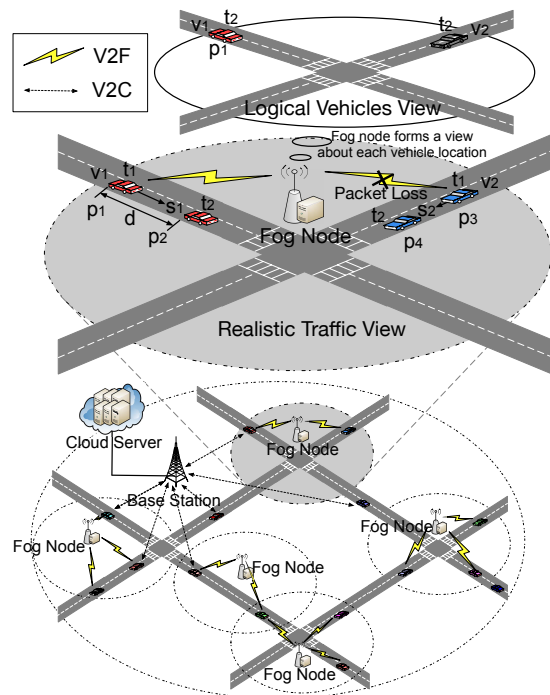 V2F
V2C
v1
t2
p1
t2
v2
Logical Vehicles View
Fog node forms a view
about each vehicle location
v1
t1
p1
d
s1
t2
p2
Packet Loss
t1
v2
s2
p3
t2
p4
Fog Node
Realistic Traffic View
Cloud Server
Base Station
Fog Node
Fog Node
Fog Node
Fog Node
Fog Node